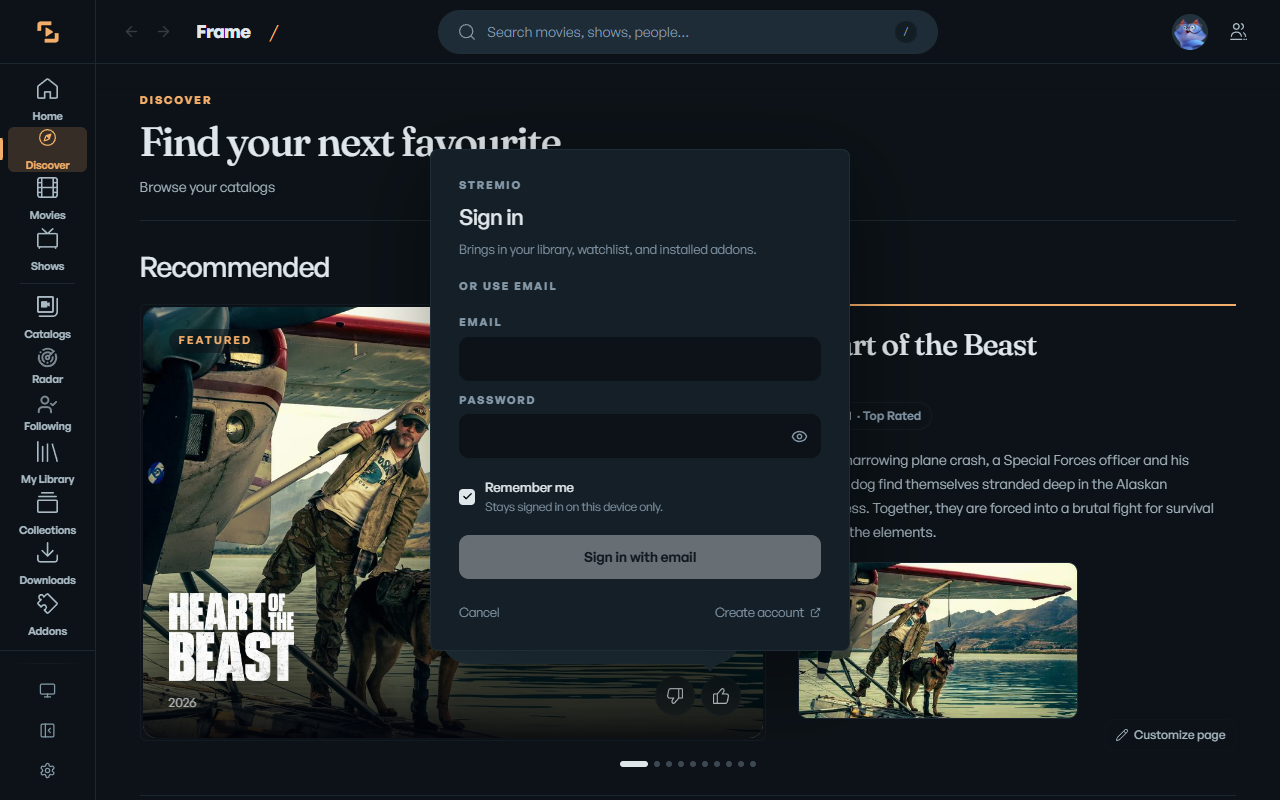 Frame /
Search movies, shows, people...
/
Home
Discover
Movies
Shows
Catalogs
Radar
Following
My Library
Collections
Downloads
Addons
DISCOVER
Find your next favourite
Browse your catalogs
Recommended
FEATURED
HEART OF THE
BEAST
2026
STREMIO
Sign in
Brings in your library, watchlist, and installed addons.
OR USE EMAIL
EMAIL
PASSWORD
Remember me
Stays signed in on this device only.
Sign in with email
Cancel
Create account
of the Beast
· Top Rated
plane crash, a Special Forces officer and his
dog find themselves stranded deep in the Alaskan
Together, they are forced into a brutal fight for survival
the elements.
Customize page